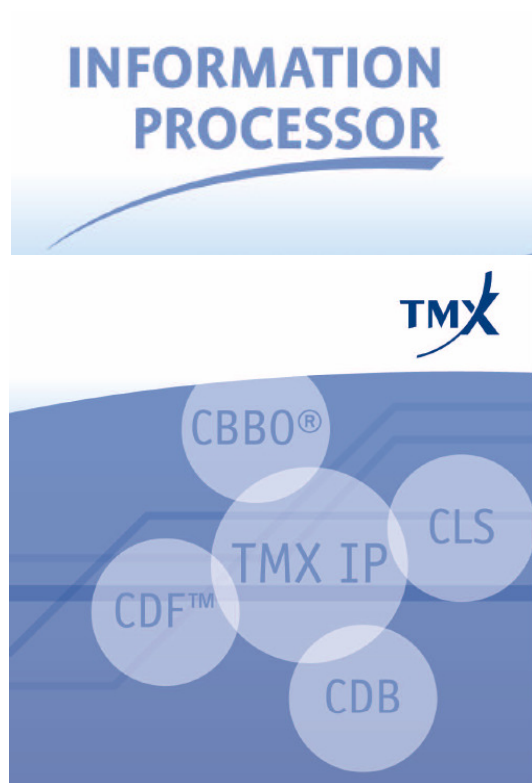 INFORMATION
PROCESSOR
TMX
CBBO®
CLS
TMX IP
CDF™
CDB